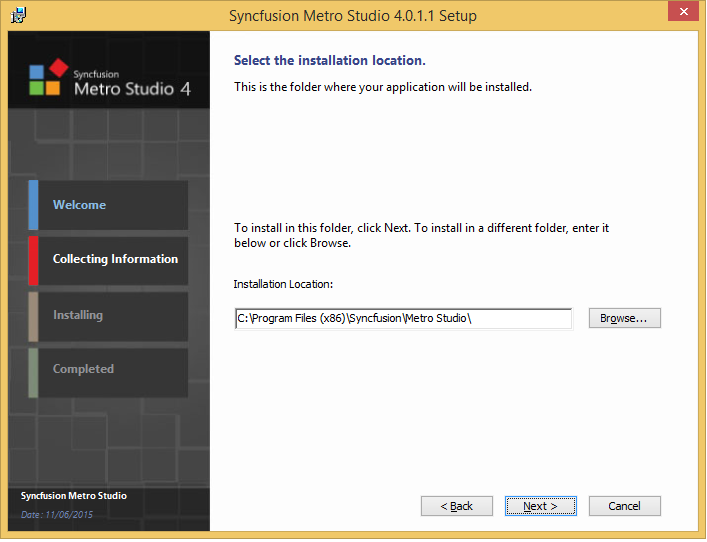 Syncfusion Metro Studio 4.0.1.1 Setup
Syncfusion
Metro Studio 4
Welcome
Collecting Information
Installing
Completed
Syncfusion Metro Studio
Date: 11/06/2015
Select the installation location.
This is the folder where your application will be installed.
To install in this folder, click Next. To install in a different folder, enter it
below or click Browse.
Installation Location:
C:\Program Files (x86)\Syncfusion\Metro Studio\
Browse...
< Back
Next >
Cancel